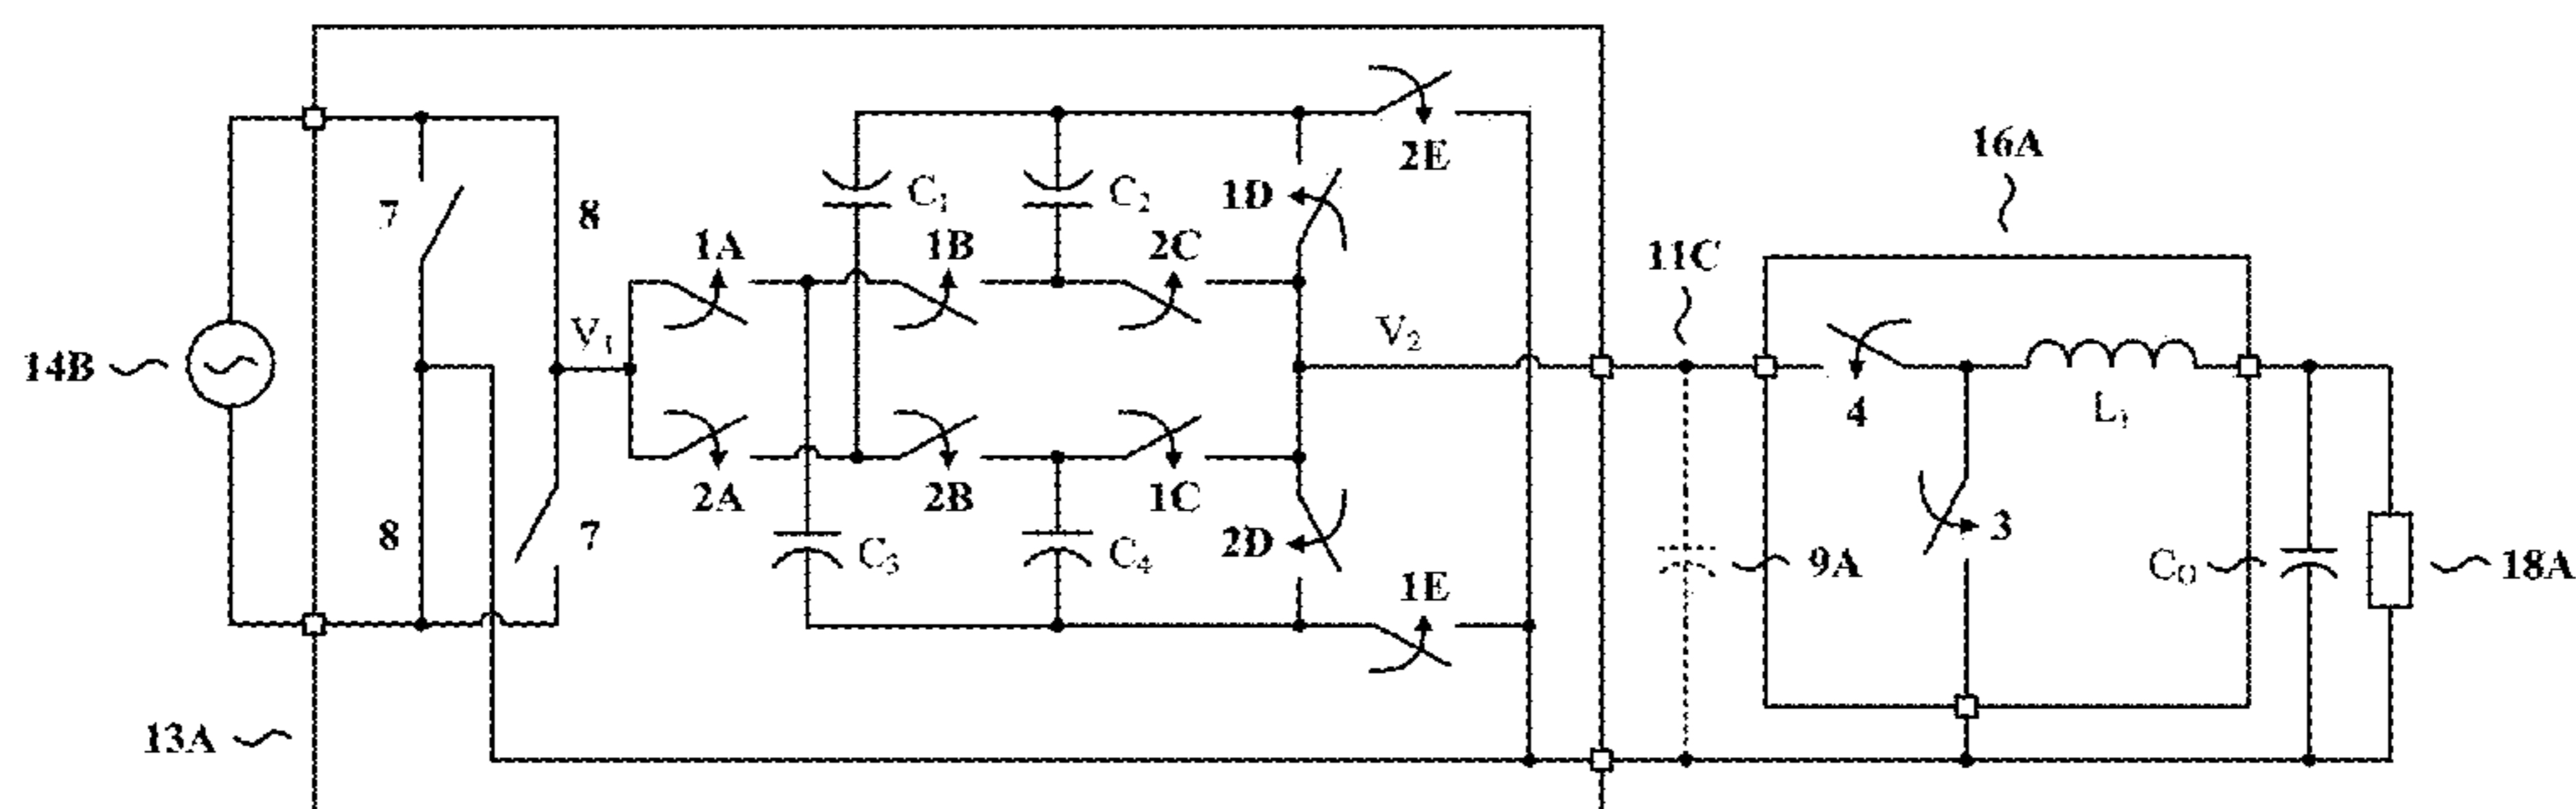 2E
16A
C₁
C₂
1D
7
8
1A
1B
2C
11C
14B
V₁
V₂
4
L₁
2A
2B
1C
8
7
C₃
C₄
2D
3
9A
C₀
18A
1E
13A